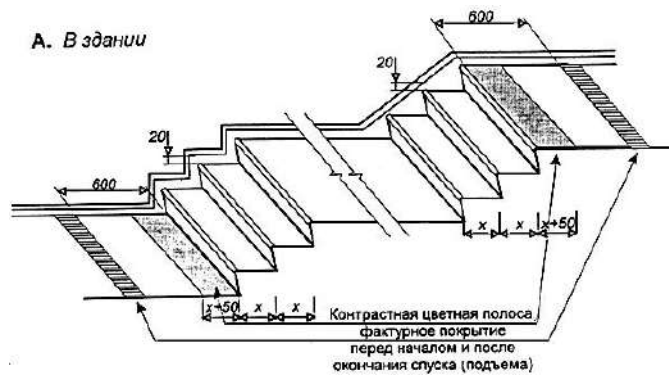 600
А. В здании
20
20
600
x x x+50
x+50 x x
Контрастная цветная полоса
фактурное покрытие
перед началом и после
окончания спуска (подъема)